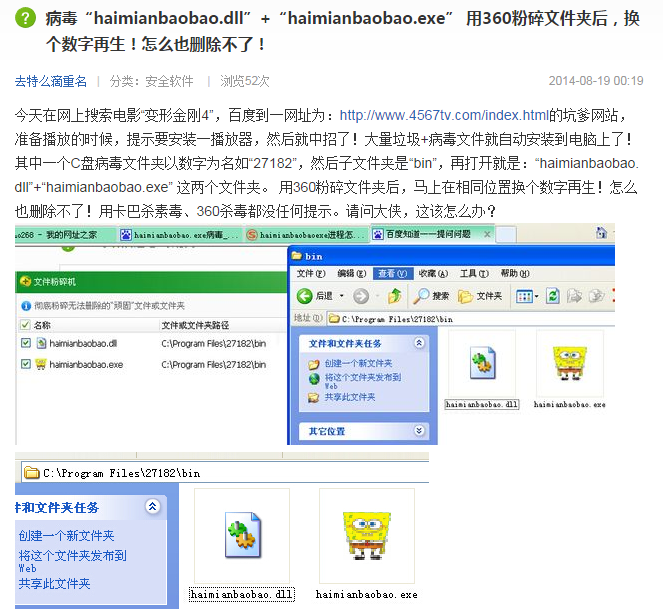 病毒“haimianbaobao.dll”+“haimianbaobao.exe” 用360粉碎文件夹后，换
个数字再生！怎么也删除不了！
去特么滴重名 | 分类：安全软件 | 浏览52次 2014-08-19 00:19
今天在网上搜索电影“变形金刚4”，百度到一网址为：http://www.4567tv.com/index.html的坑爹网站，
准备播放的时候，提示要安装一播放器，然后就中招了！大量垃圾+病毒文件就自动安装到电脑上了！
其中一个C盘病毒文件夹以数字为名如“27182”，然后子文件夹是“bin”，再打开就是：“haimianbaobao.
dll”+“haimianbaobao.exe” 这两个文件夹。 用360粉碎文件夹后，马上在相同位置换个数字再生！怎么
也删除不了！用卡巴杀素毒、360杀毒都没任何提示。请问大侠，这该怎么办？
ao268 - 我的网址之家 haimianbaobao.exe病毒_... haimianbaoexe进程怎... 百度知道——提问问题
文件粉碎机
彻底粉碎无法删除的"顽固"文件或文件夹
名称 文件或文件夹路径
haimianbaobao.dll C:\Program Files\27182\bin
haimianbaobao.exe C:\Program Files\27182\bin
bin
文件(F) 编辑(E) 查看(V) 收藏(A) 工具(T) 帮助(H)
后退 搜索 文件夹
地址(D) C:\Program Files\27182\bin
文件和文件夹任务
创建一个新文件夹
将这个文件夹发布到
Web
共享此文件夹
其它位置
haimianbaobao.dll haimianbaobao.exe
C:\Program Files\27182\bin
件和文件夹任务
创建一个新文件夹
将这个文件夹发布到
Web
共享此文件夹
haimianbaobao.dll haimianbaobao.exe